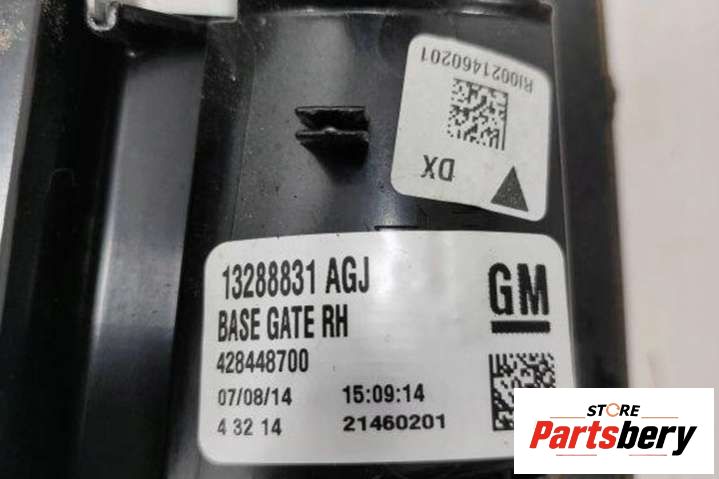 RI0021460201
DX
13288831 AGJ
GM
BASE GATE RH
428448700
07/08/14 15:09:14
4 32 14 21460201
STORE
Partsbery